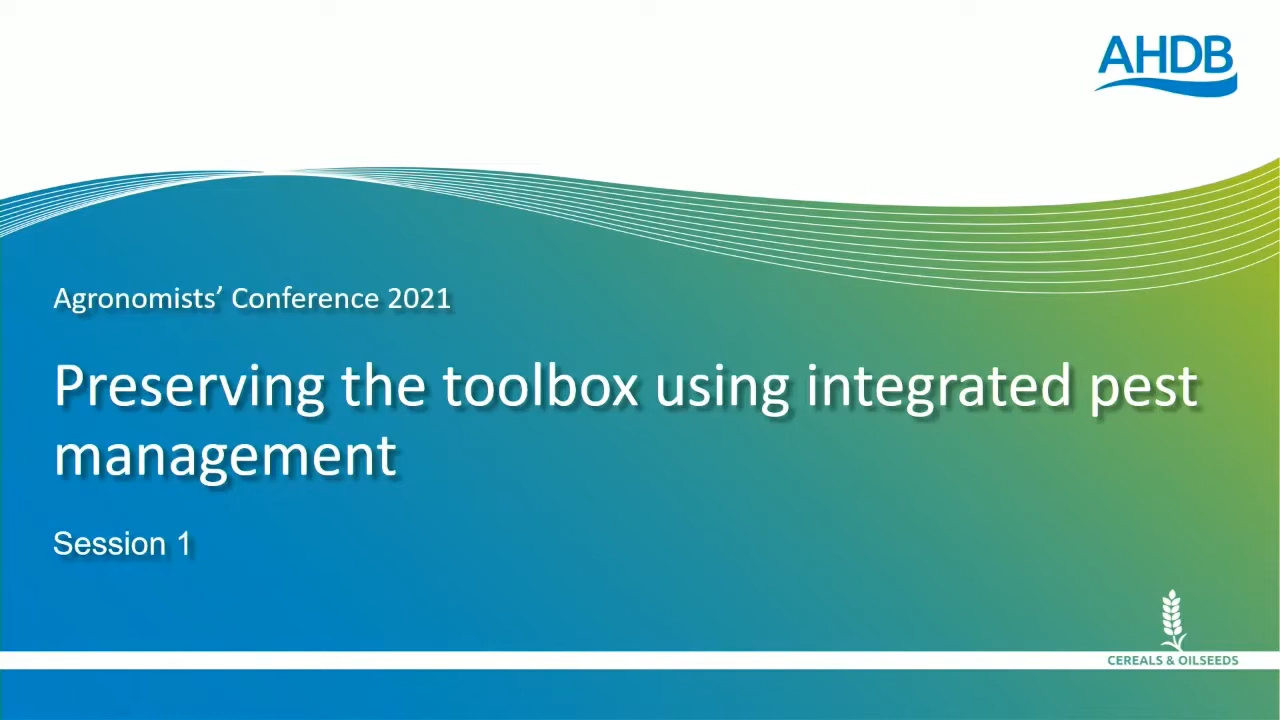 AHDB
Agronomists’ Conference 2021
Preserving the toolbox using integrated pest
management
Session 1
CEREALS & OILSEEDS